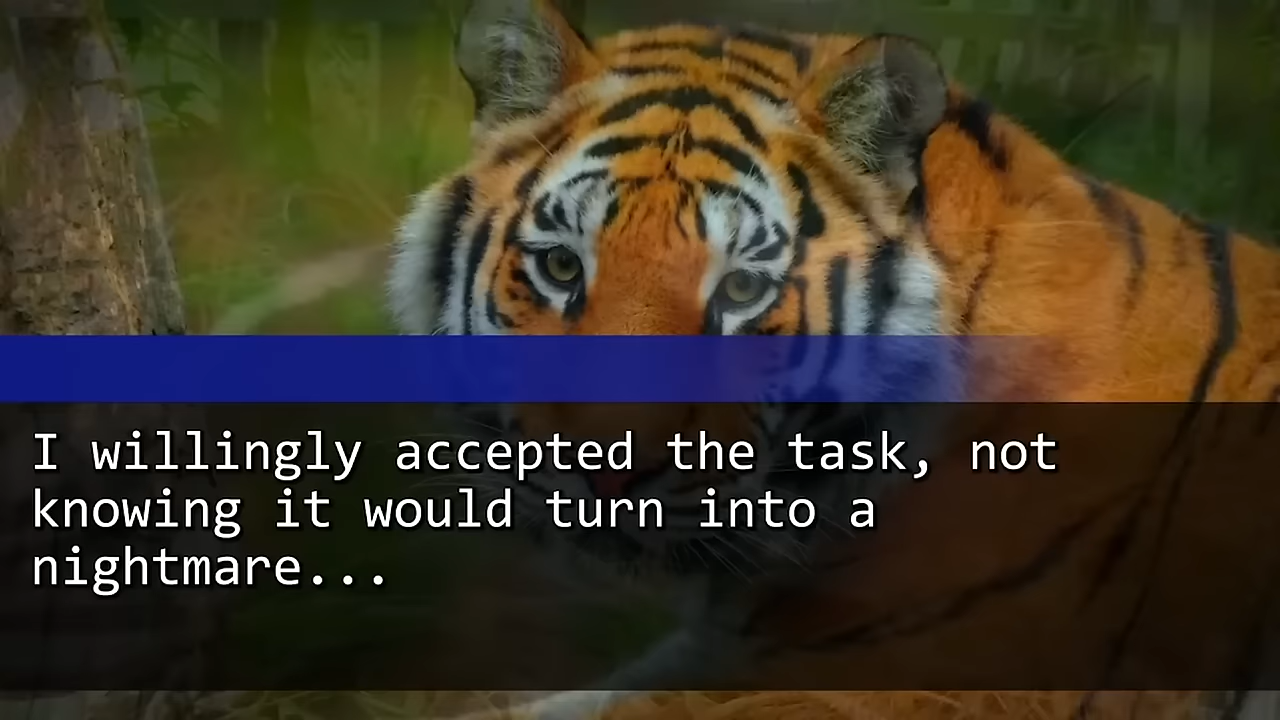 I willingly accepted the task, not
knowing it would turn into a
nightmare...